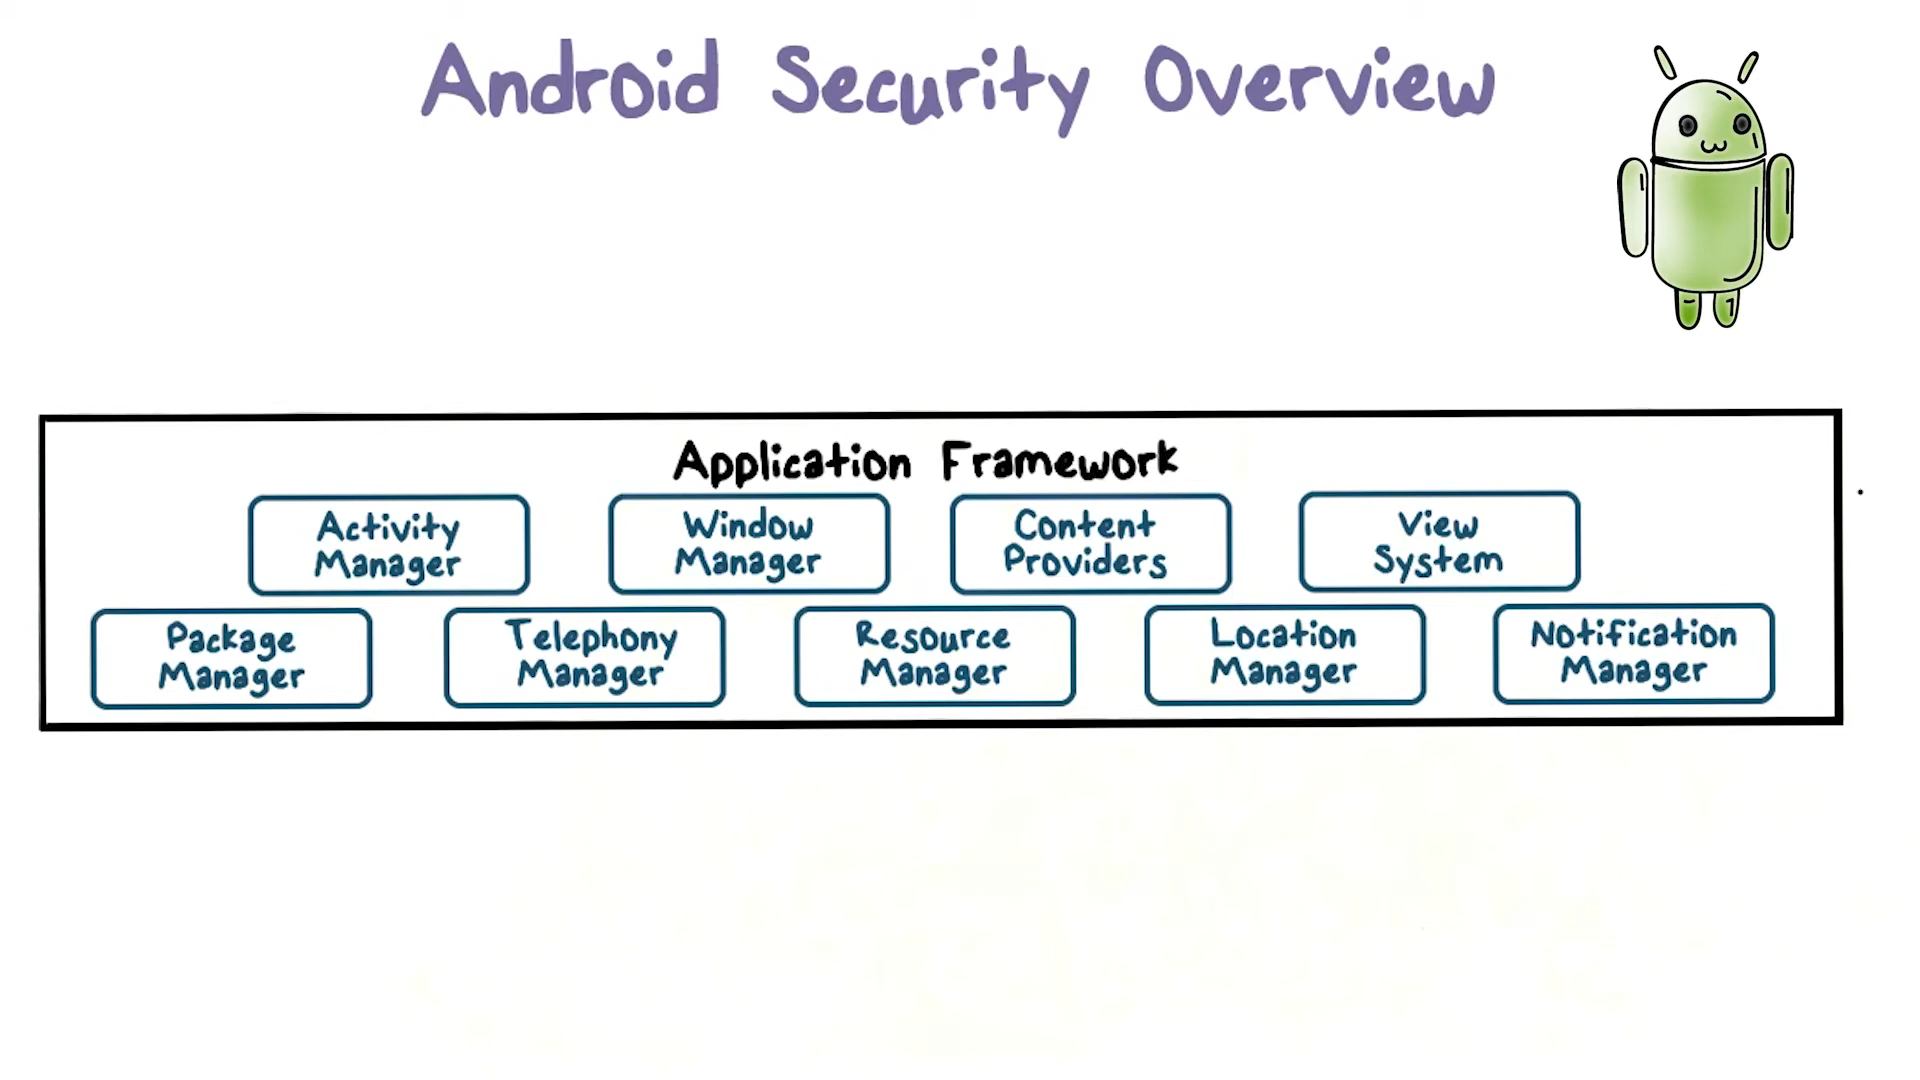 Android Security Overview
Application Framework
Activity
Manager
Window
Manager
Content
Providers
View
System
Package
Manager
Telephony
Manager
Resource
Manager
Location
Manager
Notification
Manager